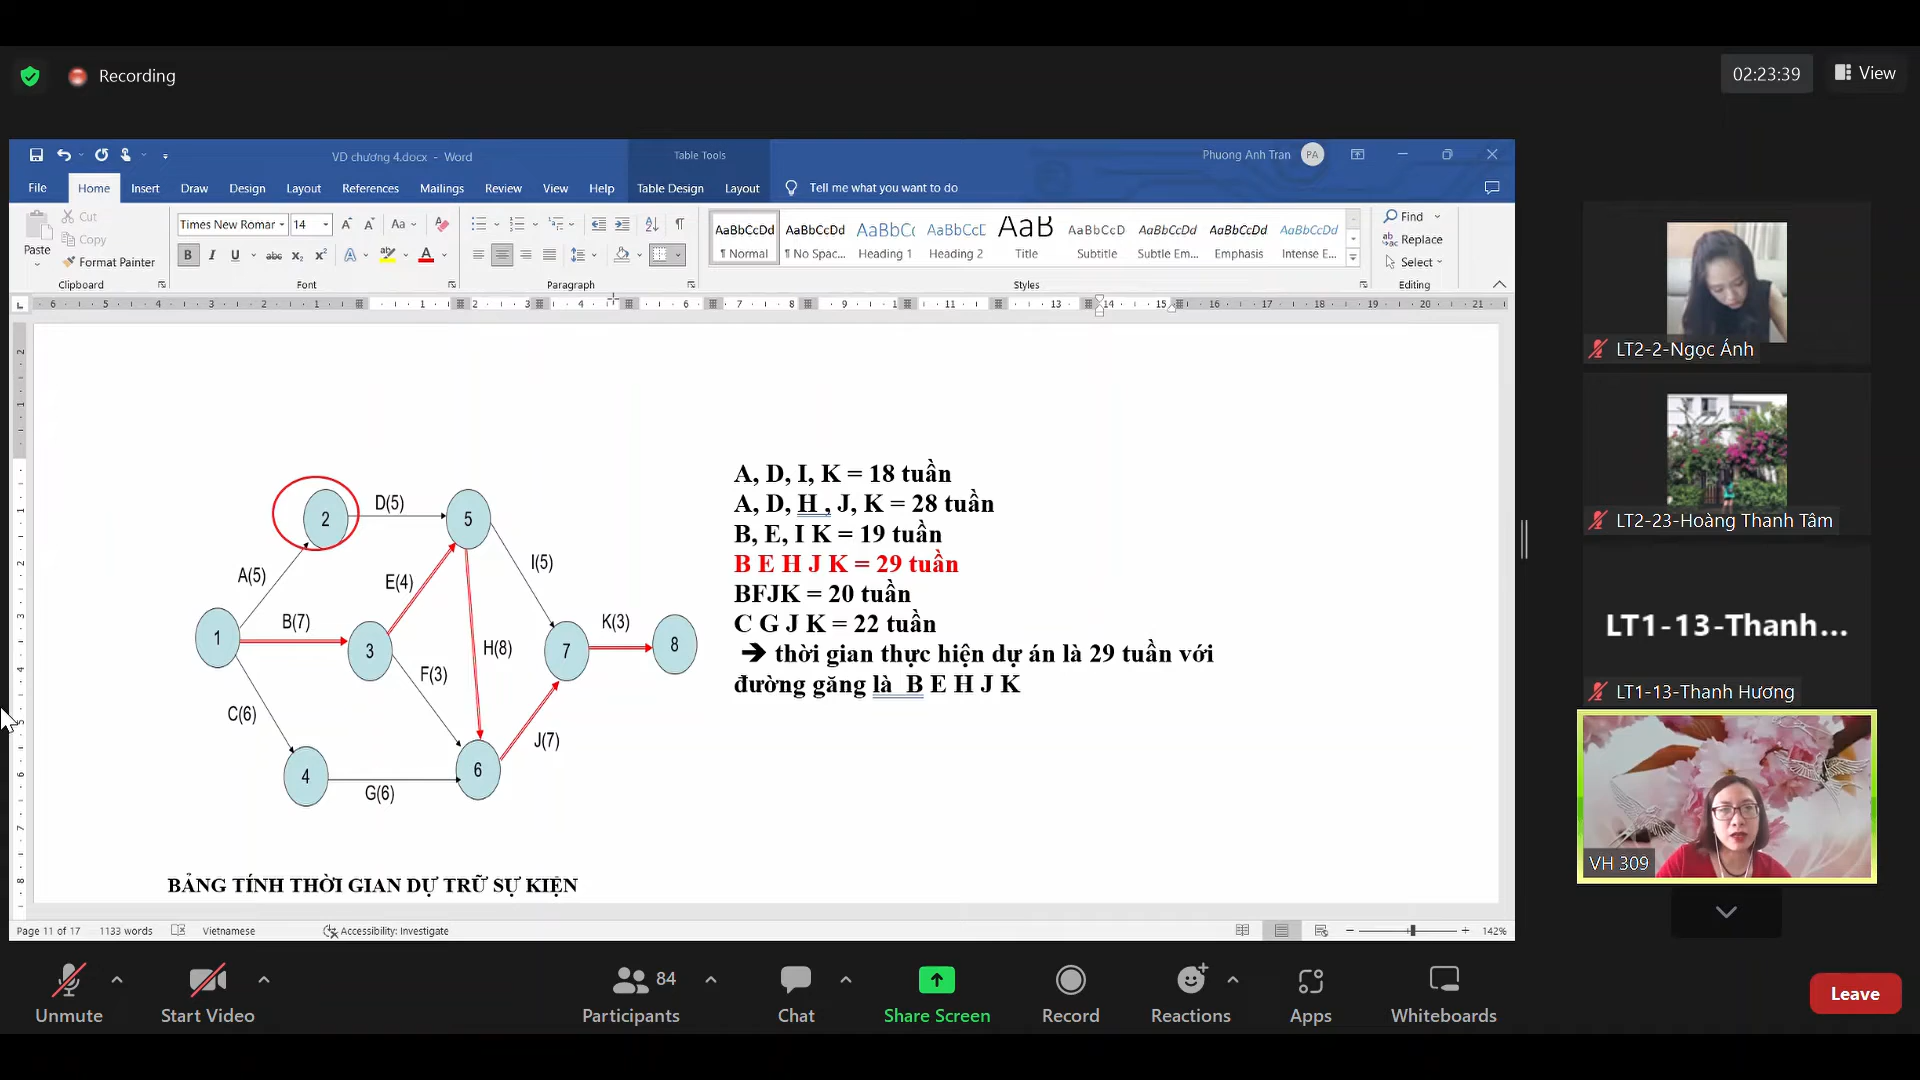 Recording
02:23:39
View
VD chương 4.docx - Word
Table Tools
Phuong Anh Tran
PA
File
Home
Insert
Draw
Design
Layout
References
Mailings
Review
View
Help
Table Design
Layout
Tell me what you want to do
Paste
Cut
Copy
Format Painter
Clipboard
Times New Romar
14
Font
Paragraph
AaBbCcDd
¶ Normal
AaBbCcDd
¶ No Spac...
AaBbC(
Heading 1
AaBbCcE
Heading 2
AaB
Title
AaBbCcD
Subtitle
AaBbCcDd
Subtle Em...
AaBbCcDd
Emphasis
AaBbCcDd
Intense E...
Styles
Find
Replace
Select
Editing
2
D(5)
5
A(5)
E(4)
I(5)
1
B(7)
3
H(8)
7
K(3)
8
F(3)
C(6)
J(7)
4
G(6)
6
A, D, I, K = 18 tuần
A, D, H , J, K = 28 tuần
B, E, I K = 19 tuần
B E H J K = 29 tuần
BFJK = 20 tuần
C G J K = 22 tuần
➔ thời gian thực hiện dự án là 29 tuần với
đường găng là B E H J K
BẢNG TÍNH THỜI GIAN DỰ TRỮ SỰ KIỆN
Page 11 of 17
1133 words
Vietnamese
Accessibility: Investigate
142%
LT2-2-Ngọc Ánh
LT2-23-Hoàng Thanh Tâm
LT1-13-Thanh...
LT1-13-Thanh Hương
VH 309
Unmute
Start Video
Participants
84
Chat
Share Screen
Record
Reactions
Apps
Whiteboards
Leave